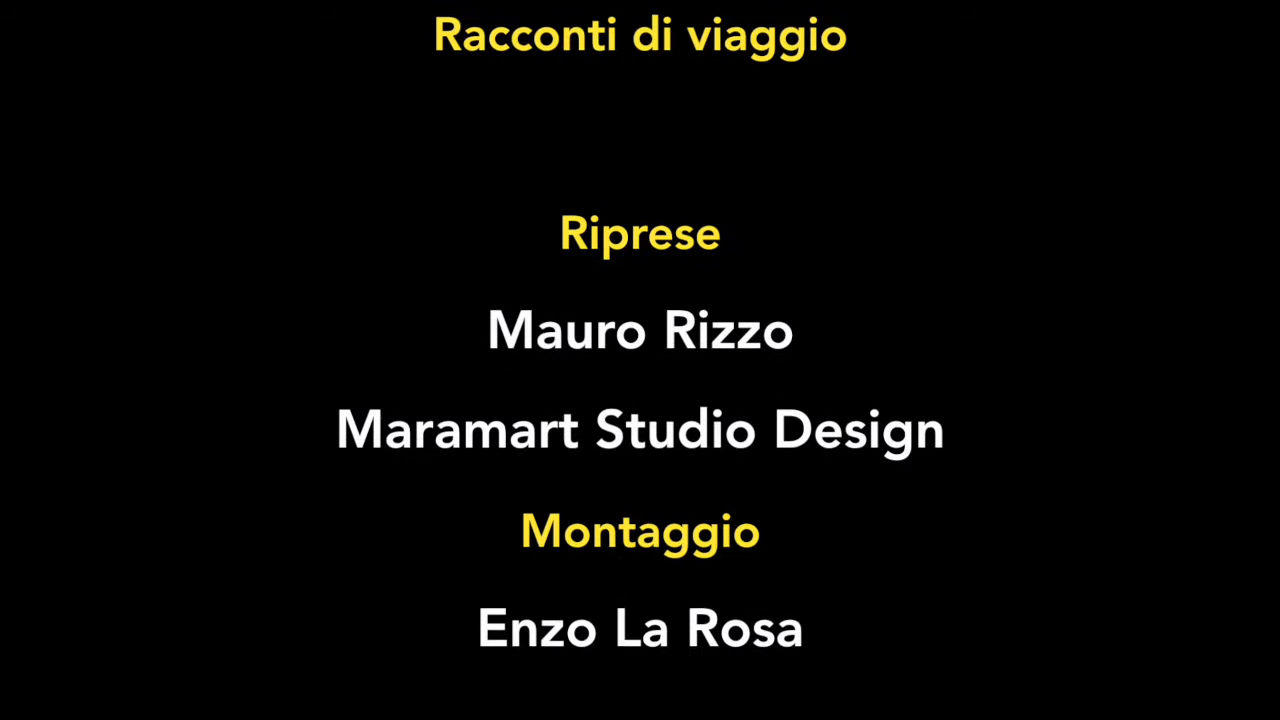 Racconti di viaggio
Riprese
Mauro Rizzo
Maramart Studio Design
Montaggio
Enzo La Rosa